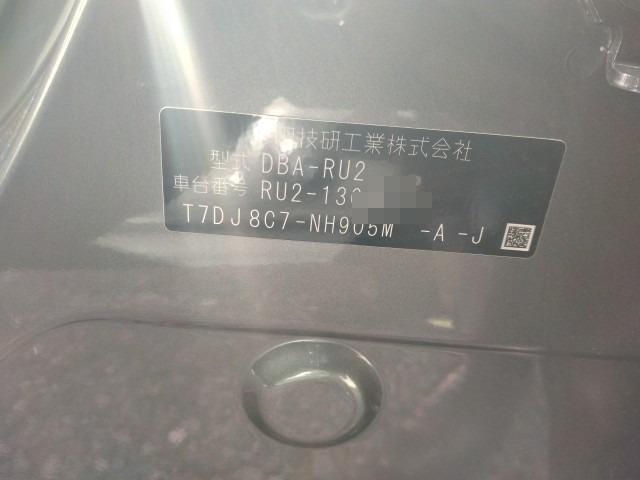 技研工業株式会社
型式 DBA-RU2
車台番号 RU2-130
T7DJ8C7-NH905M -A -J